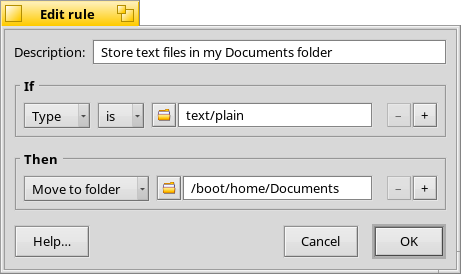 Edit rule
Description: Store text files in my Documents folder
If
Type is text/plain − +
Then
Move to folder /boot/home/Documents − +
Help... Cancel OK